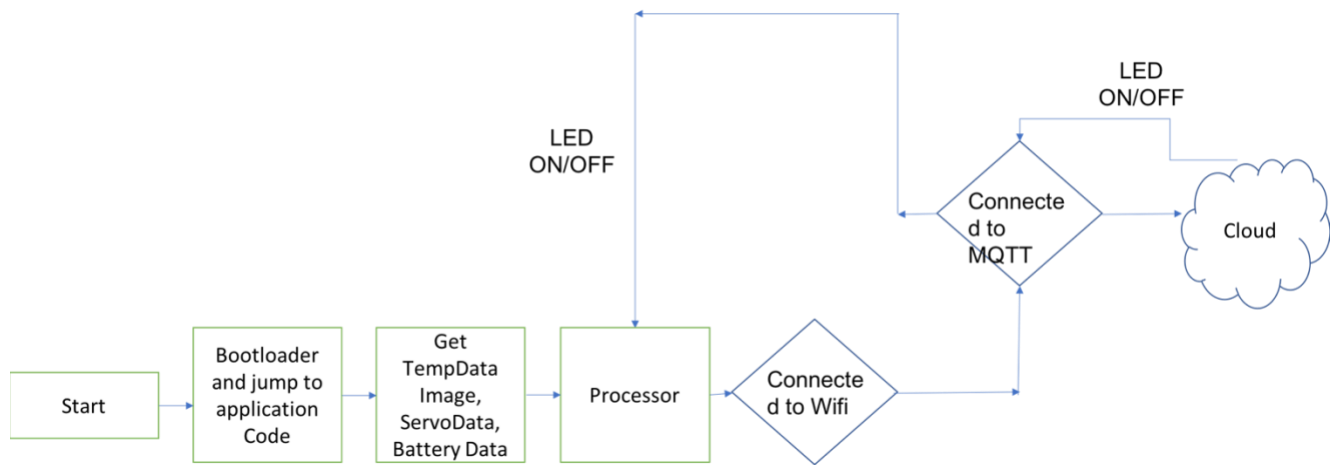 LED
ON/OFF
LED
ON/OFF
Connecte
d to
MQTT
Cloud
Start
Bootloader
and jump to
application
Code
Get
TempData
Image,
ServoData,
Battery Data
Processor
Connecte
d to Wifi